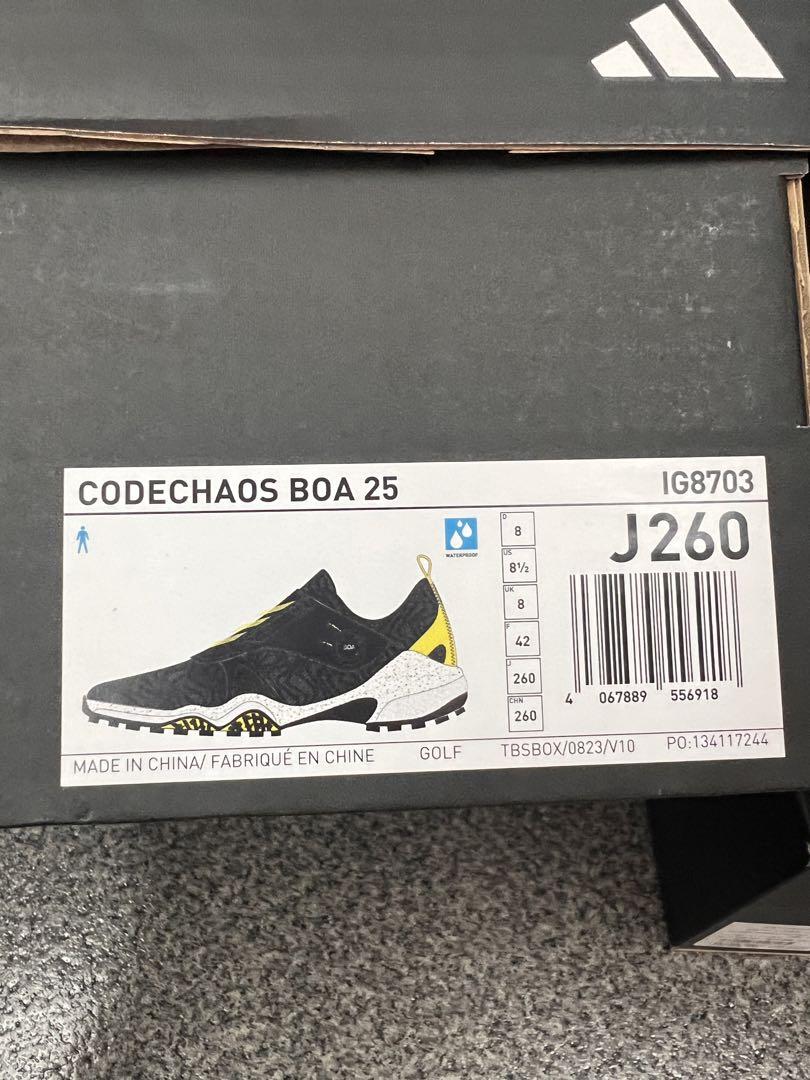 CODECHAOS BOA 25 IG8703
WATERPROOF
BOA
D 8
US 8½
UK 8
F 42
J 260
CHN 260
J260
4 067889 556918
MADE IN CHINA/ FABRIQUÉ EN CHINE GOLF TBSBOX/0823/V10 PO:134117244